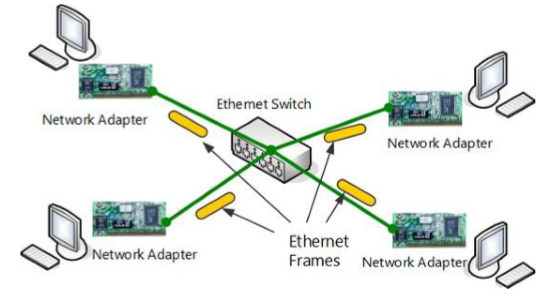 Ethernet Switch
Network Adapter
Network Adapter
Ethernet
Frames
Network Adapter
Network Adapter